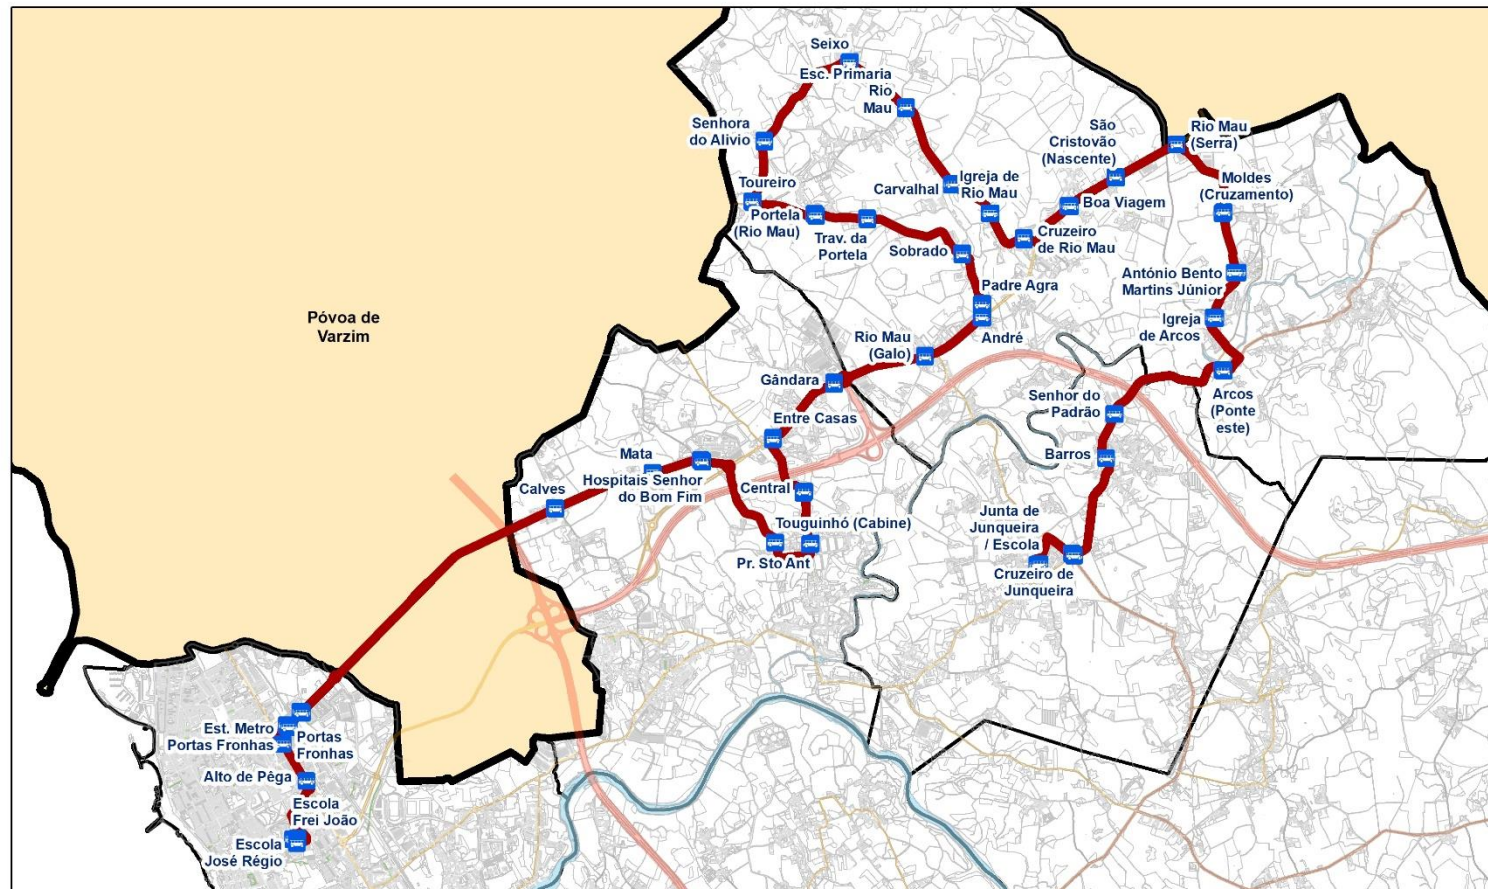 Seixo
Esc. Primaria
Rio
Mau
Senhora
do Alivio
São
Cristovão
(Nascente)
Rio Mau
(Serra)
Toureiro
Carvalhal
Igreja de
Rio Mau
Moldes
(Cruzamento)
Portela
(Rio Mau)
Boa Viagem
Trav. da
Portela
Sobrado
Cruzeiro
de Rio Mau
António Bento
Martins Júnior
Padre Agra
Póvoa de
Varzim
Igreja
de Arcos
Rio Mau
(Galo)
André
Gândara
Arcos
(Ponte
este)
Senhor do
Padrão
Entre Casas
Mata
Barros
Hospitais Senhor
do Bom Fim
Calves
Central
Touguinhó (Cabine)
Junta de
Junqueira
/ Escola
Pr. Sto Ant
Cruzeiro de
Junqueira
Est. Metro
Portas Fronhas
Portas
Fronhas
Alto de Pêga
Escola
Frei João
Escola
José Régio